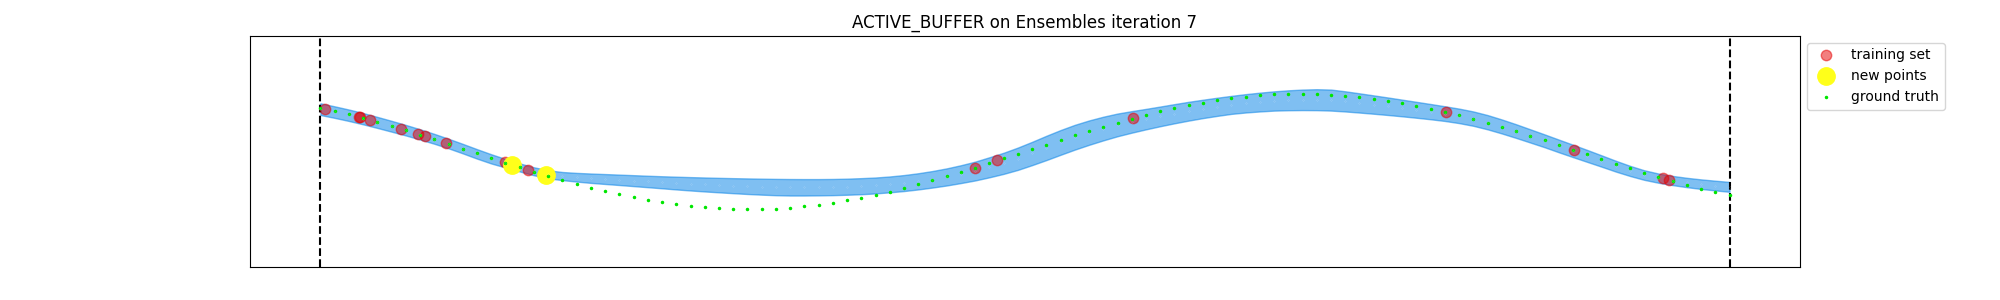 ACTIVE_BUFFER on Ensembles iteration 7
training set
new points
ground truth